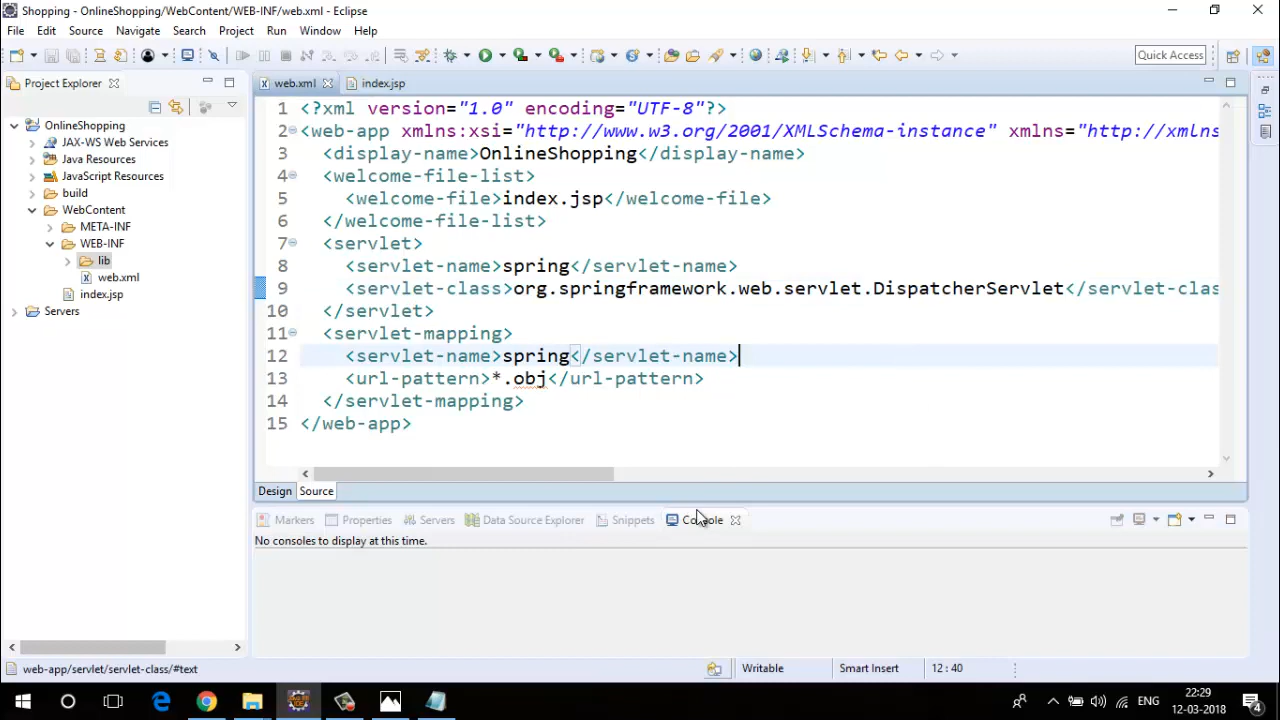 Shopping - OnlineShopping/WebContent/WEB-INF/web.xml - Eclipse
File Edit Source Navigate Search Project Run Window Help
Quick Access
Project Explorer
web.xml
index.jsp
OnlineShopping
JAX-WS Web Services
Java Resources
JavaScript Resources
build
WebContent
META-INF
WEB-INF
lib
web.xml
index.jsp
Servers
1 <?xml version="1.0" encoding="UTF-8"?>
2 <web-app xmlns:xsi="http://www.w3.org/2001/XMLSchema-instance" xmlns="http://xmlns
3 <display-name>OnlineShopping</display-name>
4 <welcome-file-list>
5 <welcome-file>index.jsp</welcome-file>
6 </welcome-file-list>
7 <servlet>
8 <servlet-name>spring</servlet-name>
9 <servlet-class>org.springframework.web.servlet.DispatcherServlet</servlet-clas
10 </servlet>
11 <servlet-mapping>
12 <servlet-name>spring</servlet-name>
13 <url-pattern>*.obj</url-pattern>
14 </servlet-mapping>
15 </web-app>
Design Source
Markers Properties Servers Data Source Explorer Snippets Console
No consoles to display at this time.
web-app/servlet/servlet-class/#text
Writable
Smart Insert
12 : 40
ENG
22:29
12-03-2018
4